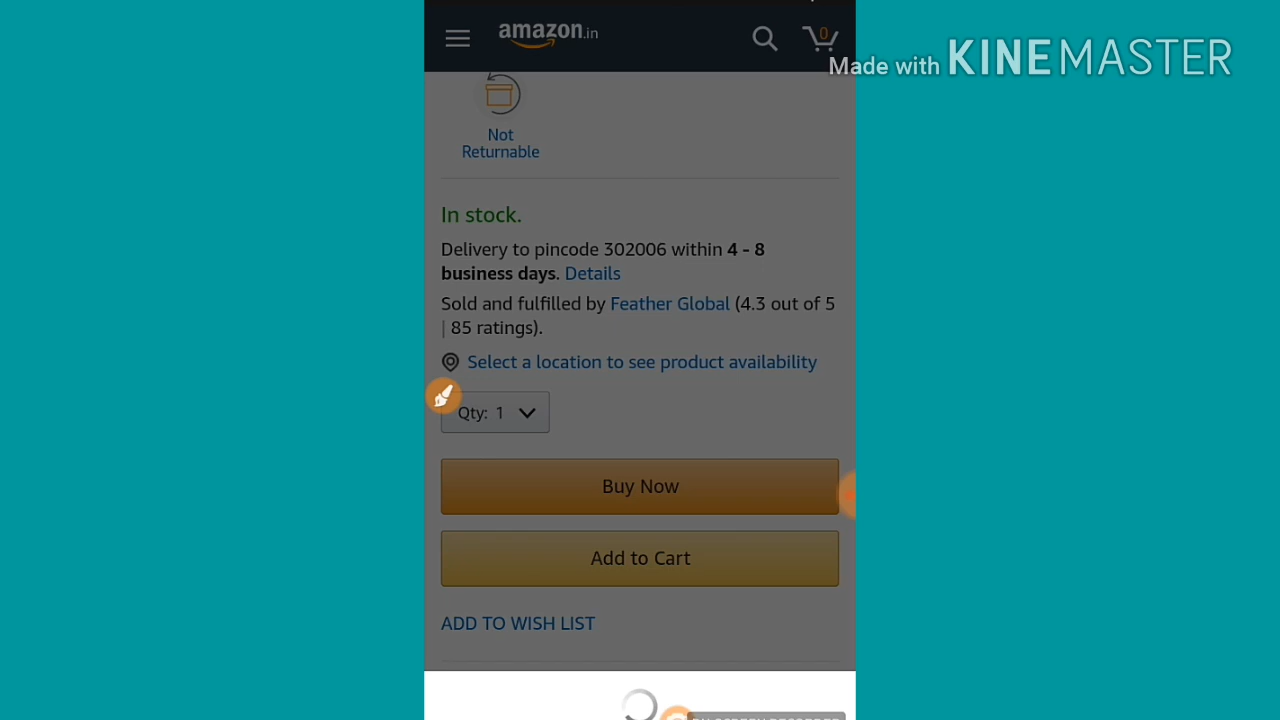 amazon.in
0
Made with KINEMASTER
Not
Returnable
In stock.
Delivery to pincode 302006 within 4 - 8
business days. Details
Sold and fulfilled by Feather Global (4.3 out of 5
| 85 ratings).
Select a location to see product availability
Qty: 1
Buy Now
Add to Cart
ADD TO WISH LIST